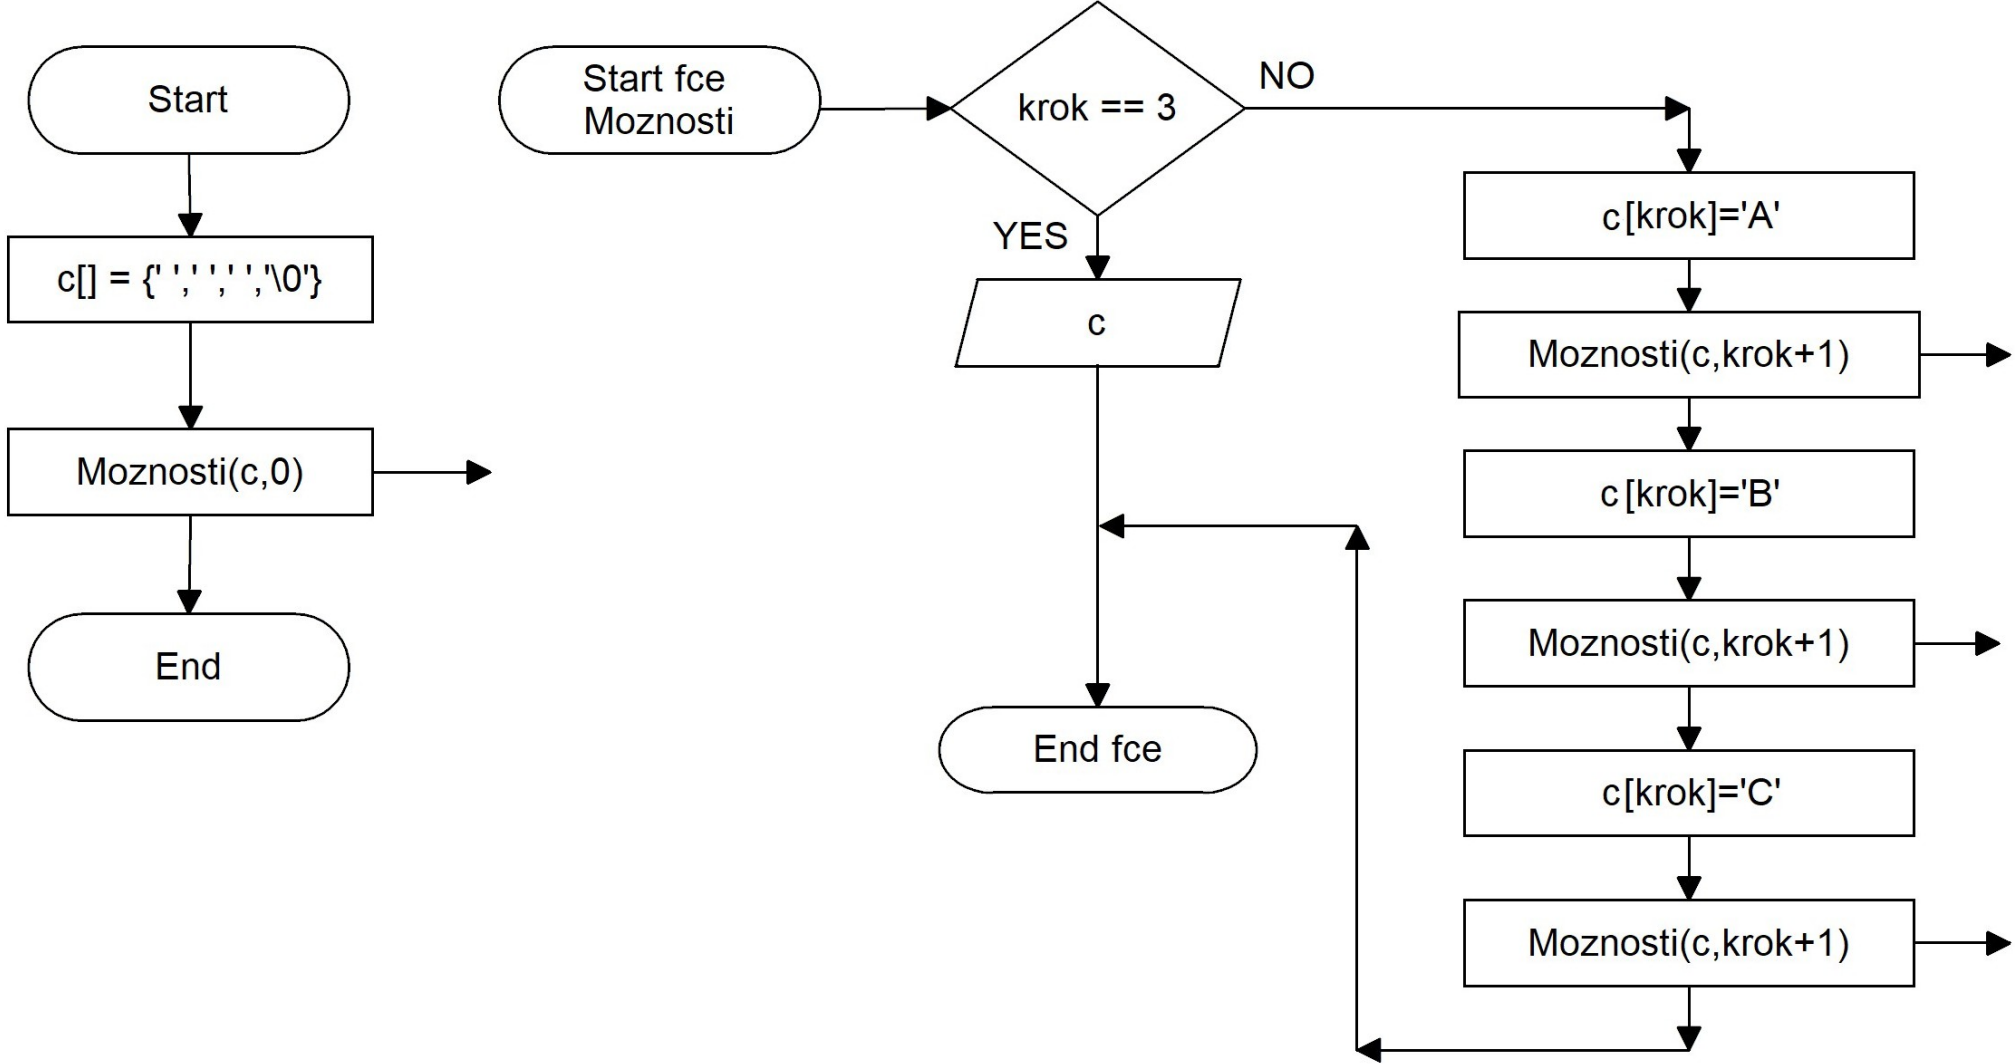 Start
c[] = {' ',' ',' ','\0'}
Moznosti(c,0)
End
Start fce
Moznosti
krok == 3
YES
c
End fce
NO
c[krok]='A'
Moznosti(c,krok+1)
c[krok]='B'
Moznosti(c,krok+1)
c[krok]='C'
Moznosti(c,krok+1)